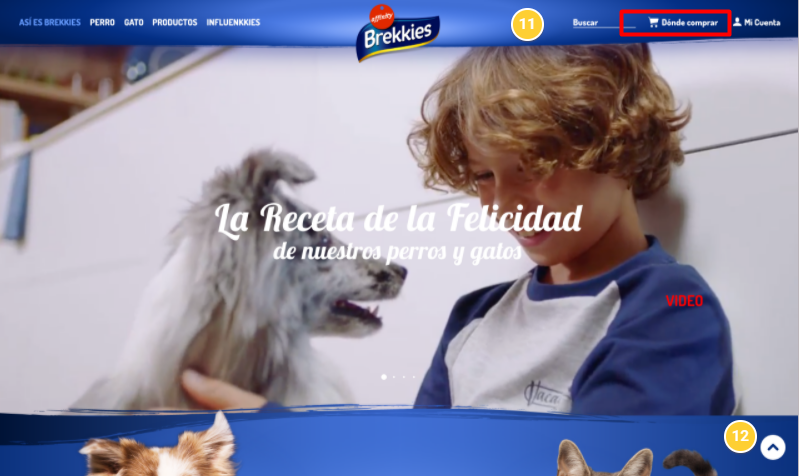 ASÍ ES BREKKIES PERRO GATO PRODUCTOS INFLUENKKIES
affinity
Brekkies
11
Buscar
Dónde comprar
Mi Cuenta
La Receta de la Felicidad
de nuestros perros y gatos
VIDEO
12